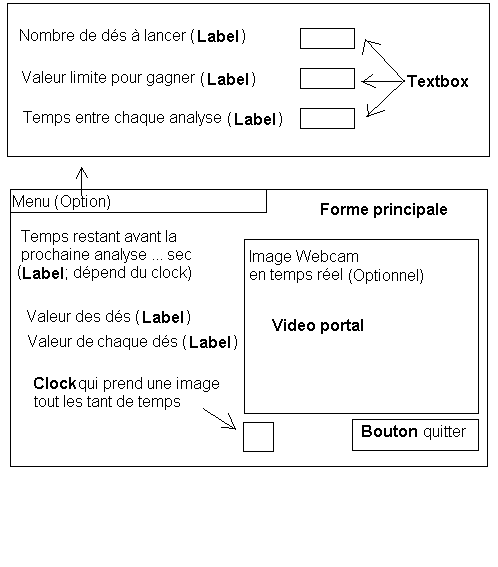 Nombre de dés à lancer (Label)
Valeur limite pour gagner (Label)
Textbox
Temps entre chaque analyse (Label)
Menu (Option)
Forme principale
Temps restant avant la
prochaine analyse ... sec
(Label; dépend du clock)
Image Webcam
en temps réel (Optionnel)
Valeur des dés (Label)
Video portal
Valeur de chaque dés (Label)
Clock qui prend une image
tout les tant de temps
Bouton quitter